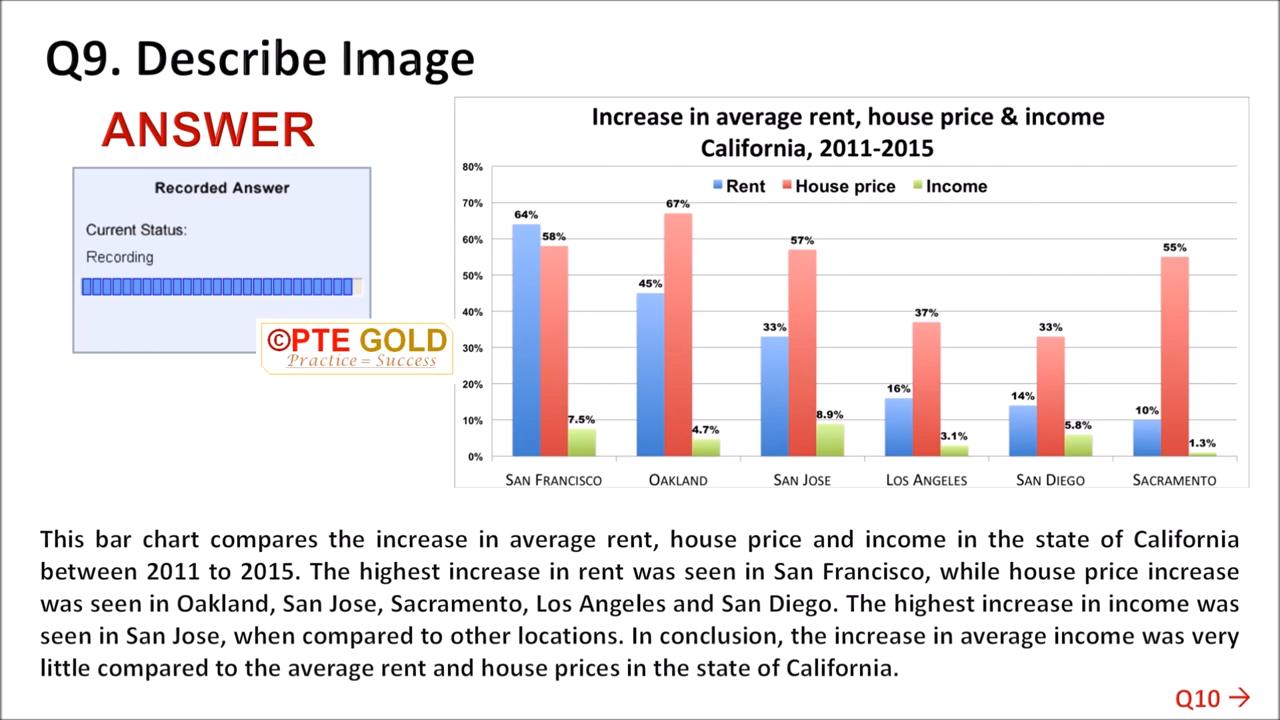 Q9. Describe Image
ANSWER
Recorded Answer
Current Status:
Recording
©PTE GOLD
Practice = Success
Increase in average rent, house price & income
California, 2011-2015
Rent House price Income
80%
70%
60%
50%
40%
30%
20%
10%
0%
64%
58%
7.5%
45%
67%
4.7%
33%
57%
8.9%
16%
37%
3.1%
14%
33%
5.8%
10%
55%
1.3%
SAN FRANCISCO OAKLAND SAN JOSE LOS ANGELES SAN DIEGO SACRAMENTO
This bar chart compares the increase in average rent, house price and income in the state of California
between 2011 to 2015. The highest increase in rent was seen in San Francisco, while house price increase
was seen in Oakland, San Jose, Sacramento, Los Angeles and San Diego. The highest increase in income was
seen in San Jose, when compared to other locations. In conclusion, the increase in average income was very
little compared to the average rent and house prices in the state of California.
Q10 →